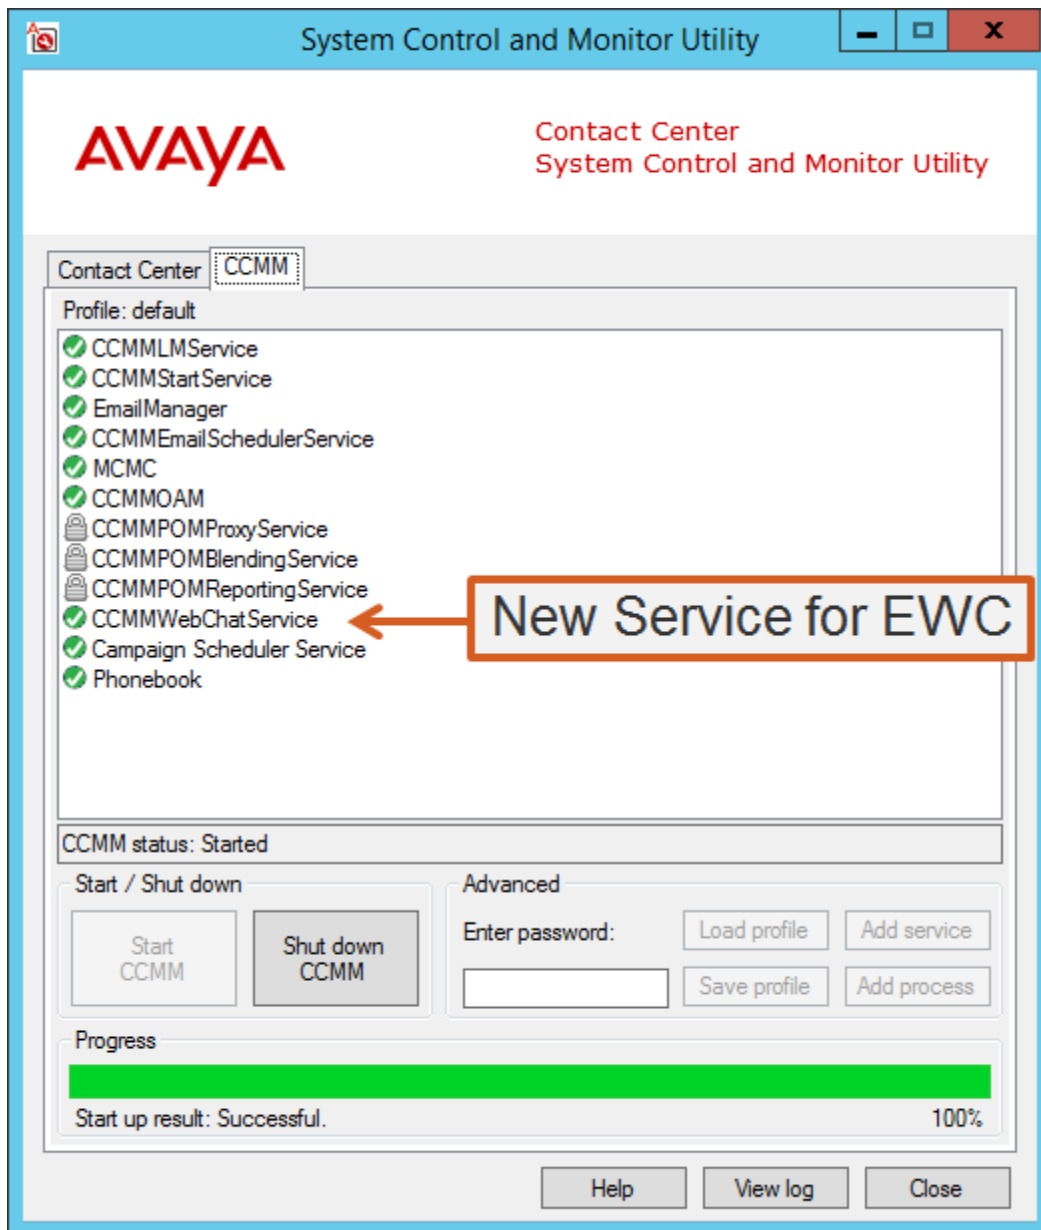 System Control and Monitor Utility
AVAYA
Contact Center
System Control and Monitor Utility
Contact Center
CCMM
Profile: default
CCMMLMService
CCMMStartService
EmailManager
CCMMEmailSchedulerService
MCMC
CCMMOAM
CCMMPOMProxyService
CCMMPOMBlendingService
CCMMPOMReportingService
CCMMWebChatService
New Service for EWC
Campaign Scheduler Service
Phonebook
CCMM status: Started
Start / Shut down
Start
CCMM
Shut down
CCMM
Advanced
Enter password:
Load profile
Add service
Save profile
Add process
Progress
Start up result: Successful.
100%
Help
View log
Close